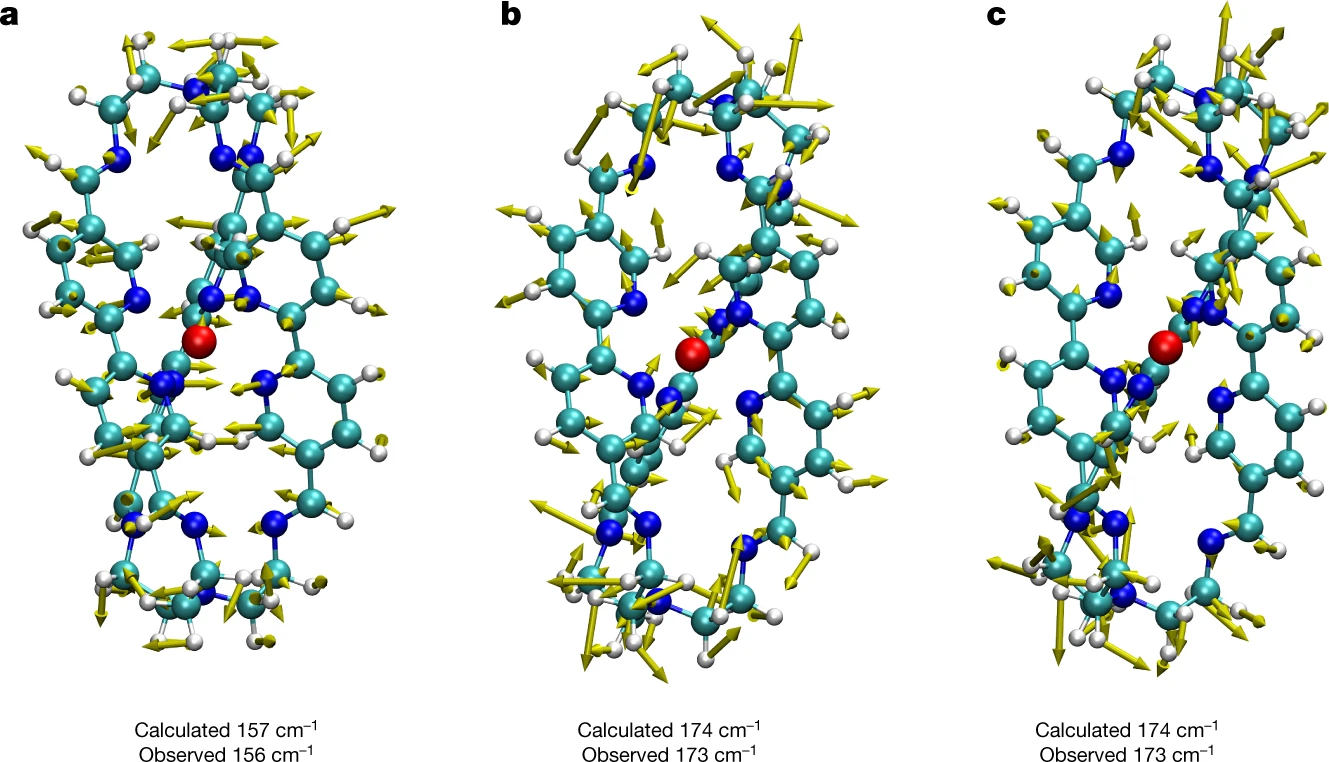 a
b
c
Calculated 157 cm⁻¹
Observed 156 cm⁻¹
Calculated 174 cm⁻¹
Observed 173 cm⁻¹
Calculated 174 cm⁻¹
Observed 173 cm⁻¹